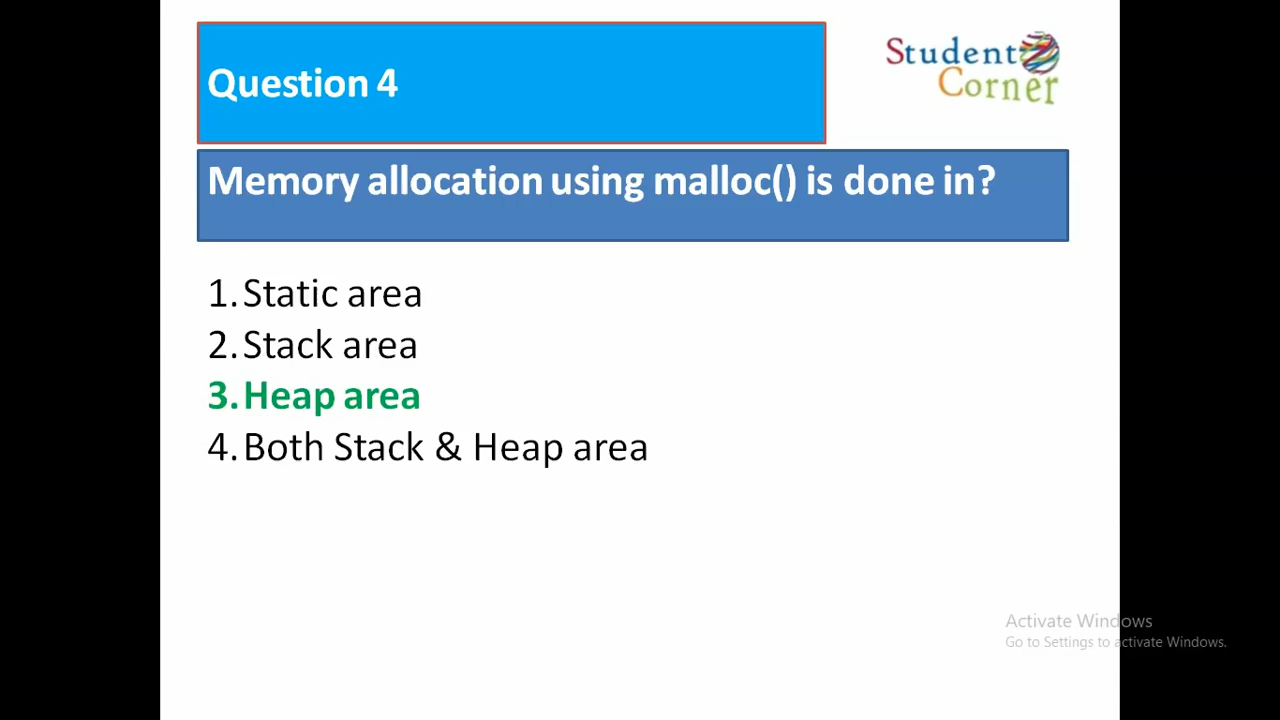 Question 4
Student
Corner
Memory allocation using malloc() is done in?
1. Static area
2. Stack area
3. Heap area
4. Both Stack & Heap area
Activate Windows
Go to Settings to activate Windows.